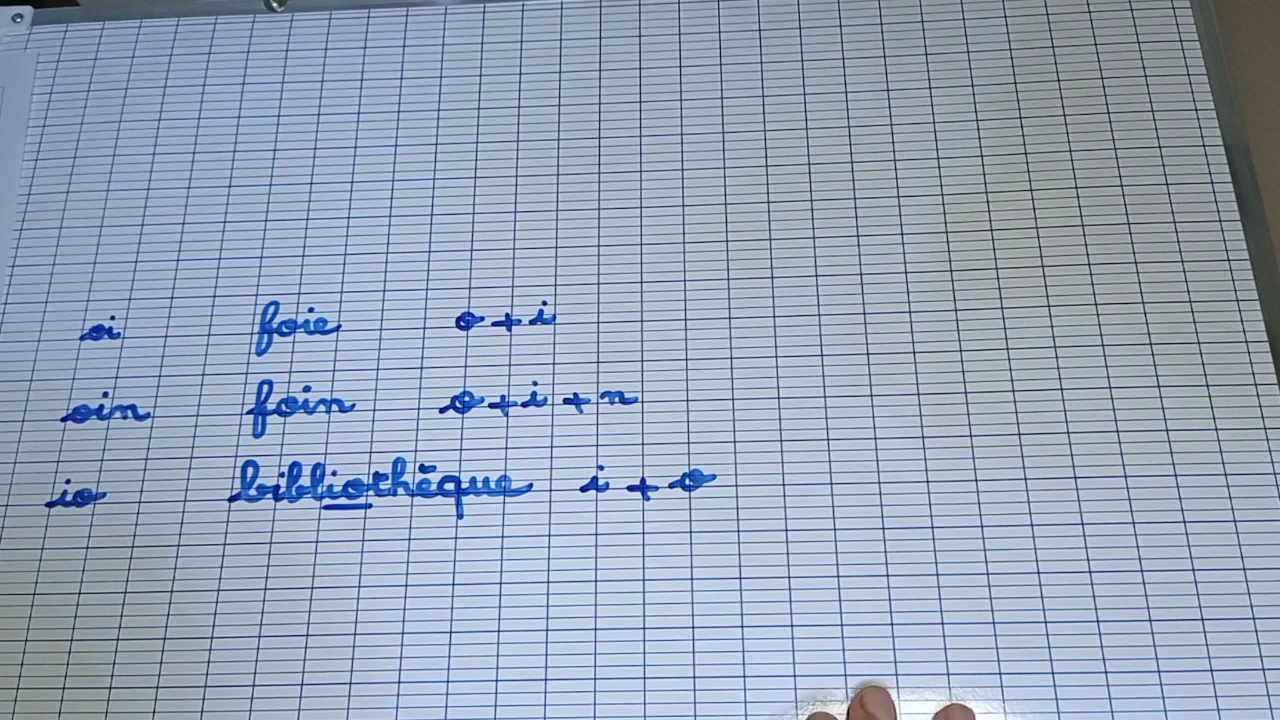 oi foie o + i
oin foin o + i + n
io bibliothèque i + o